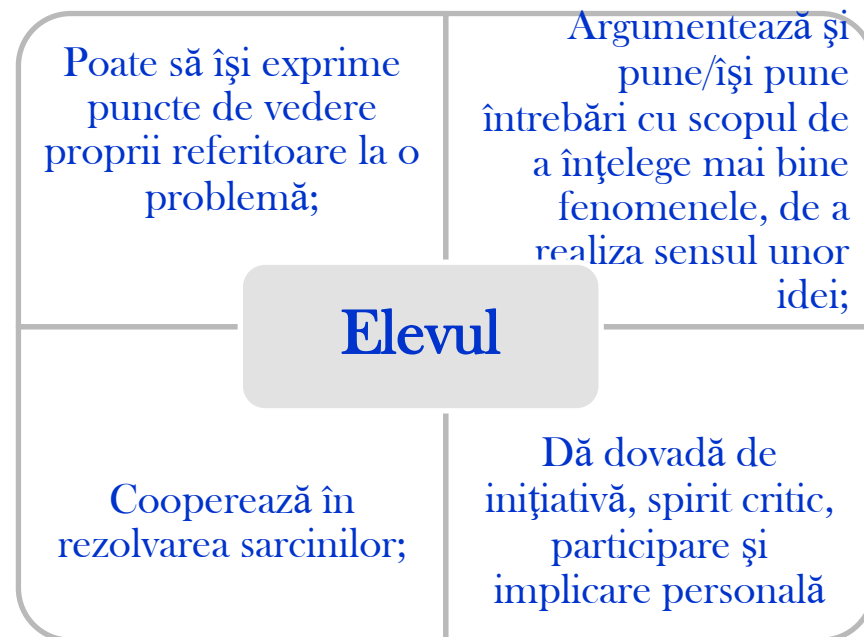 Poate să îşi exprime
puncte de vedere
proprii referitoare la o
problemă;
Argumentează şi
pune/îşi pune
întrebări cu scopul de
a înţelege mai bine
fenomenele, de a
realiza sensul unor
idei;
Elevul
Cooperează în
rezolvarea sarcinilor;
Dă dovadă de
iniţiativă, spirit critic,
participare şi
implicare personală